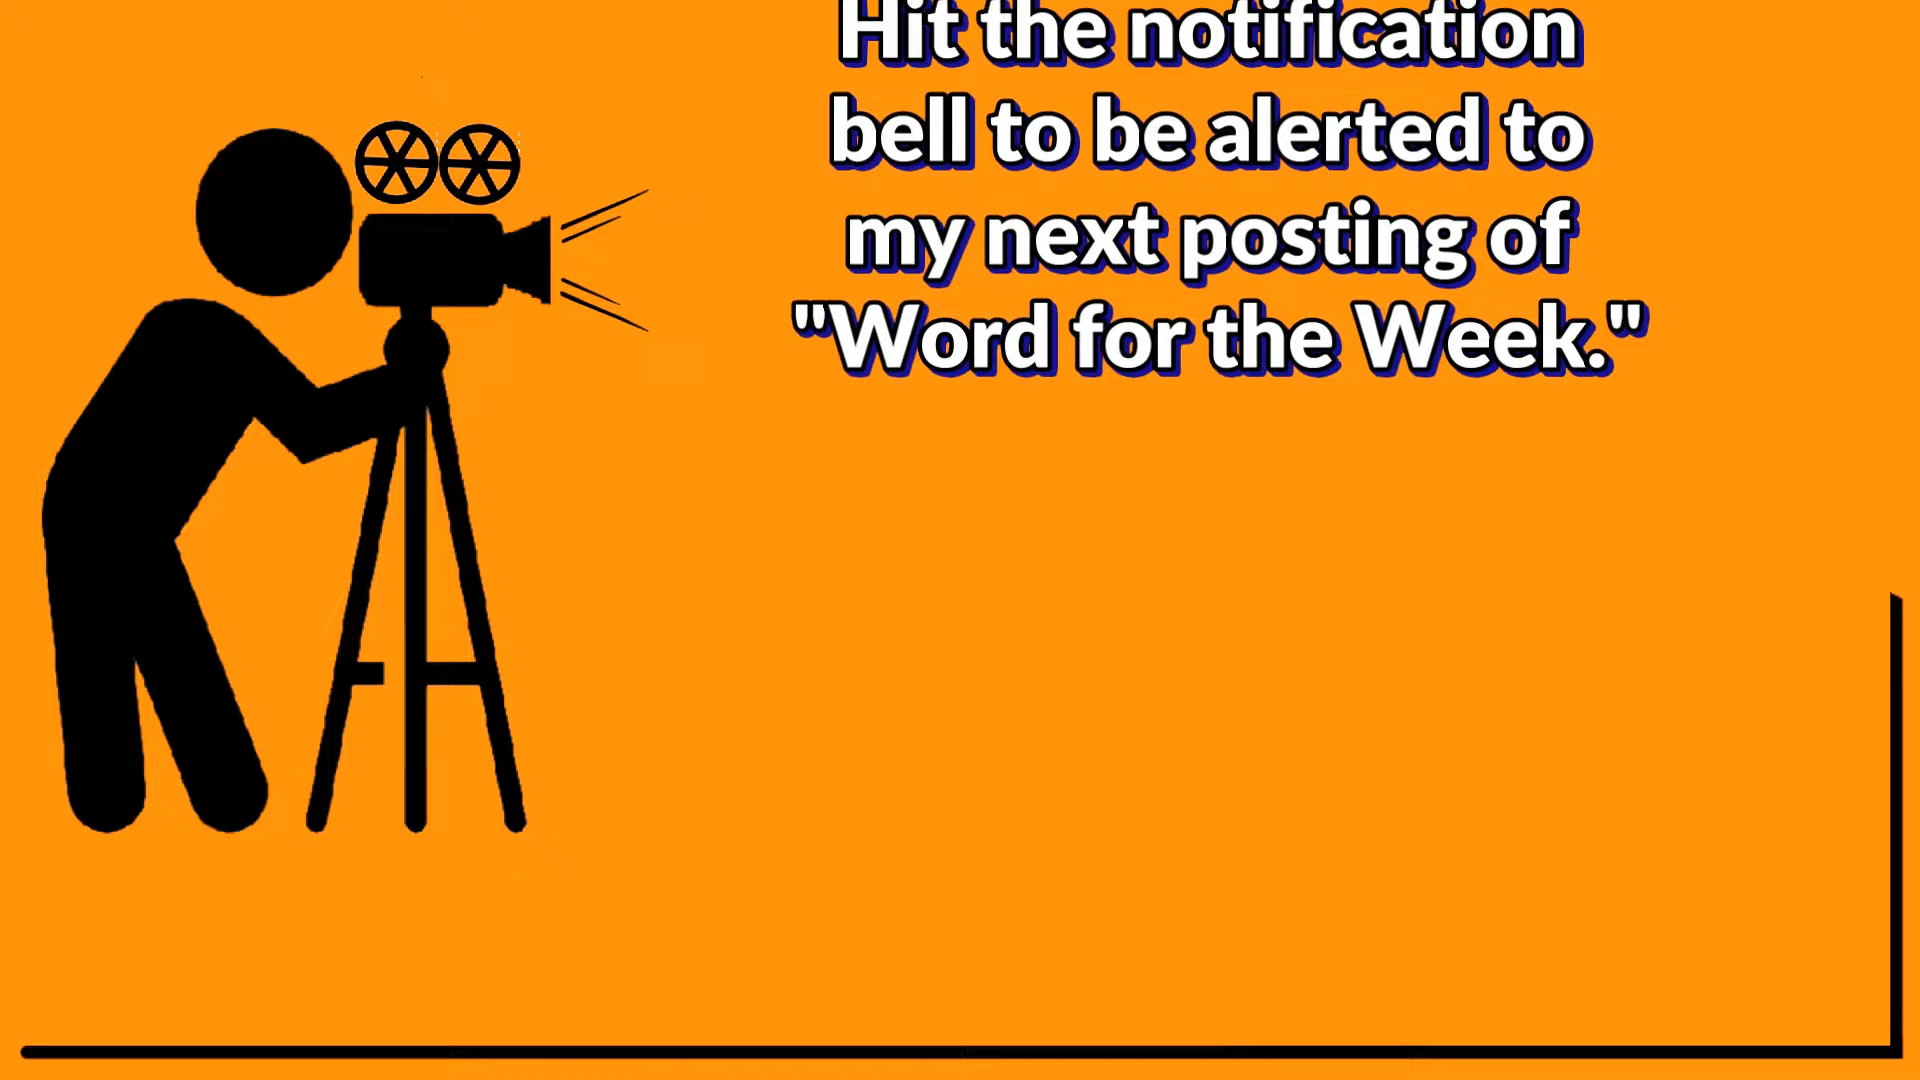 Hit the notification
bell to be alerted to
my next posting of
"Word for the Week."